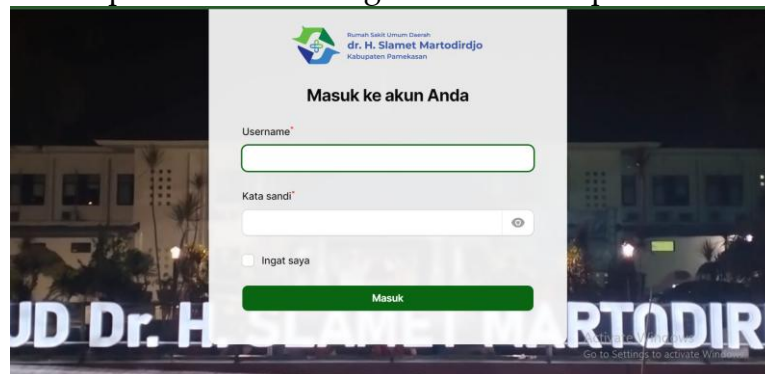 Rumah Sakit Umum Daerah
dr. H. Slamet Martodirdjo
Kabupaten Pamekasan
Masuk ke akun Anda
Username*
Kata sandi*
Ingat saya
Masuk
UD Dr. H. SLAMET MARTODIR
Activate Windows
Go to Settings to activate Windows.